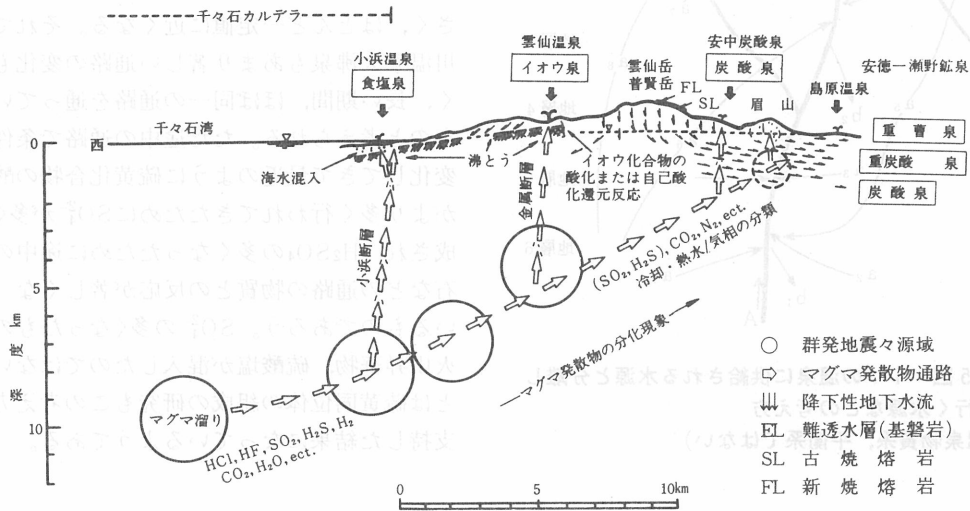 千々石カルデラ
小浜温泉
食塩泉
雲仙温泉
イオウ泉
安中炭酸泉
炭酸泉
雲仙岳
普賢岳
FL
SL
眉山
安徳一瀬野鉱泉
島原温泉
千々石湾
西
重曹泉
重炭酸 泉
炭酸泉
海水混入
沸とう
イオウ化合物の
酸化または自己酸
化還元反応
小浜断層
金属断層
(SO₂, H₂S), CO₂, N₂, ect.
冷却・熱水/気相の分類
マグマ発散物の分化現象
マグマ溜り
HCl, HF, SO₂, H₂S, H₂
CO₂, H₂O, ect.
0
5
10
深度 km
0 5 10km
○ 群発地震々源域
⇨ マグマ発散物通路
降下性地下水流
EL 難透水層(基磐岩)
SL 古焼熔岩
FL 新焼熔岩